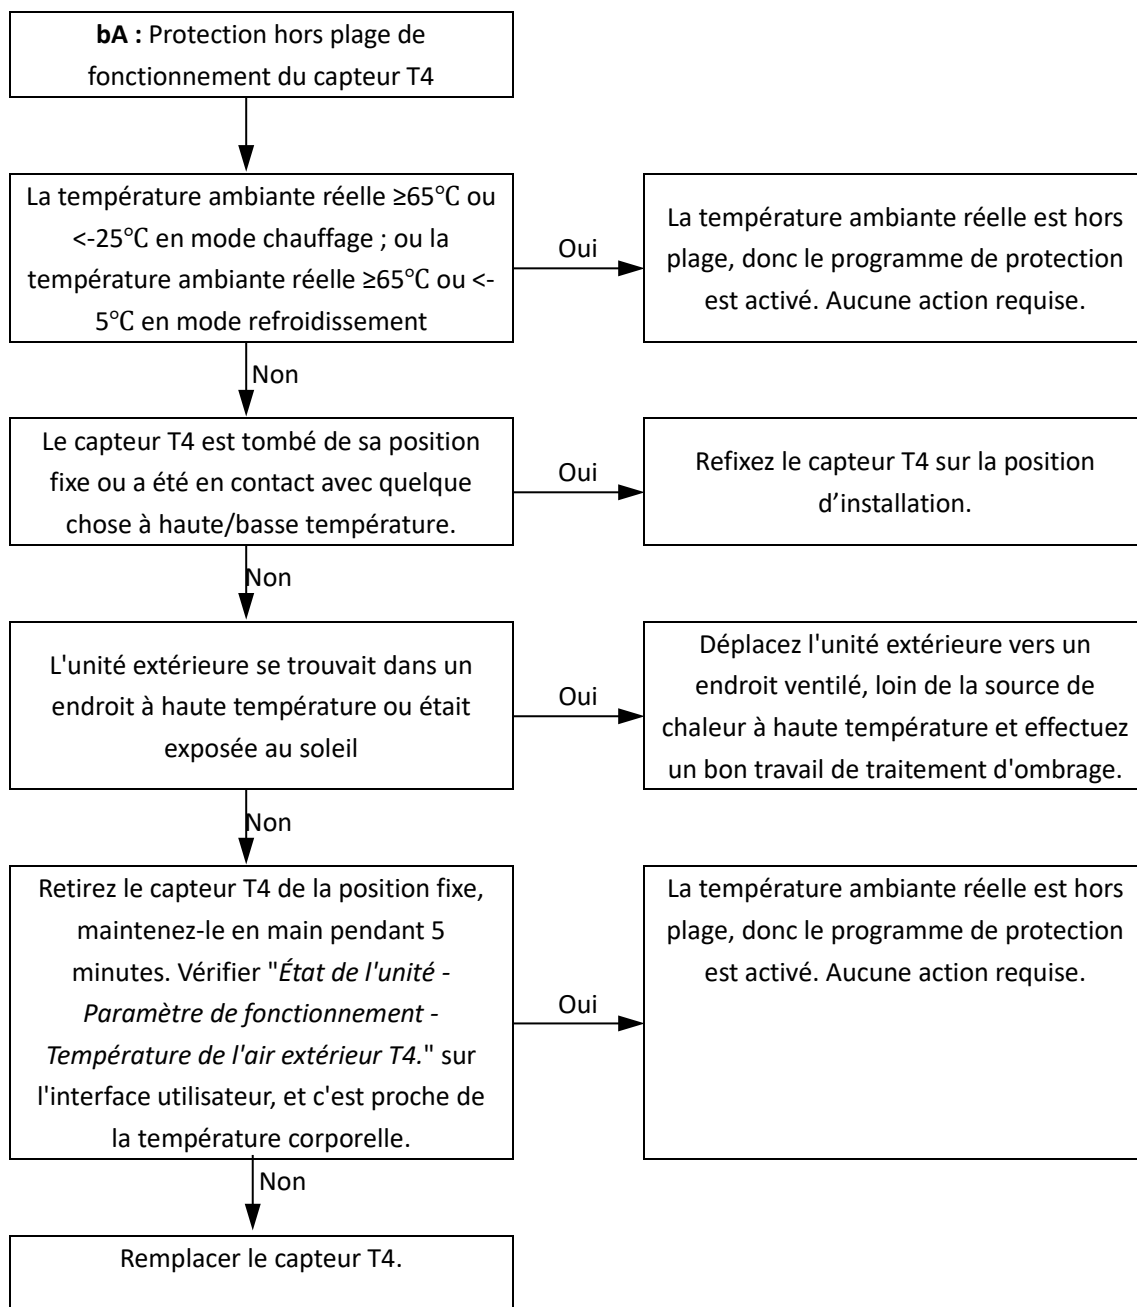 bA : Protection hors plage de
fonctionnement du capteur T4
La température ambiante réelle ≥65℃ ou
<-25℃ en mode chauffage ; ou la
température ambiante réelle ≥65℃ ou <-
5℃ en mode refroidissement
Oui
La température ambiante réelle est hors
plage, donc le programme de protection
est activé. Aucune action requise.
Non
Le capteur T4 est tombé de sa position
fixe ou a été en contact avec quelque
chose à haute/basse température.
Oui
Refixez le capteur T4 sur la position
d’installation.
Non
L'unité extérieure se trouvait dans un
endroit à haute température ou était
exposée au soleil
Oui
Déplacez l'unité extérieure vers un
endroit ventilé, loin de la source de
chaleur à haute température et effectuez
un bon travail de traitement d'ombrage.
Non
Retirez le capteur T4 de la position fixe,
maintenez-le en main pendant 5
minutes. Vérifier "État de l'unité -
Paramètre de fonctionnement -
Température de l'air extérieur T4." sur
l'interface utilisateur, et c'est proche de
la température corporelle.
Oui
La température ambiante réelle est hors
plage, donc le programme de protection
est activé. Aucune action requise.
Non
Remplacer le capteur T4.